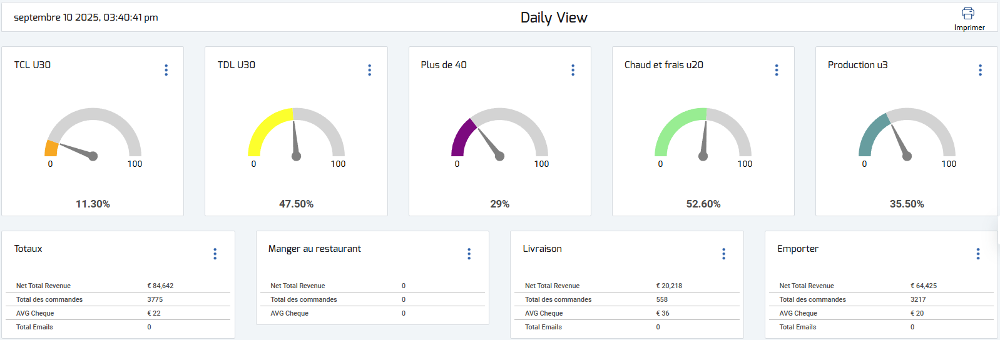 septembre 10 2025, 03:40:41 pm
Daily View
Imprimer
TCL U30
0
100
11.30%
TDL U30
0
100
47.50%
Plus de 40
0
100
29%
Chaud et frais u20
0
100
52.60%
Production u3
0
100
35.50%
Totaux
Net Total Revenue € 84,642
Total des commandes 3775
AVG Cheque € 22
Total Emails 0
Manger au restaurant
Net Total Revenue 0
Total des commandes 0
AVG Cheque 0
Livraison
Net Total Revenue € 20,218
Total des commandes 558
AVG Cheque € 36
Total Emails 0
Emporter
Net Total Revenue € 64,425
Total des commandes 3217
AVG Cheque € 20
Total Emails 0